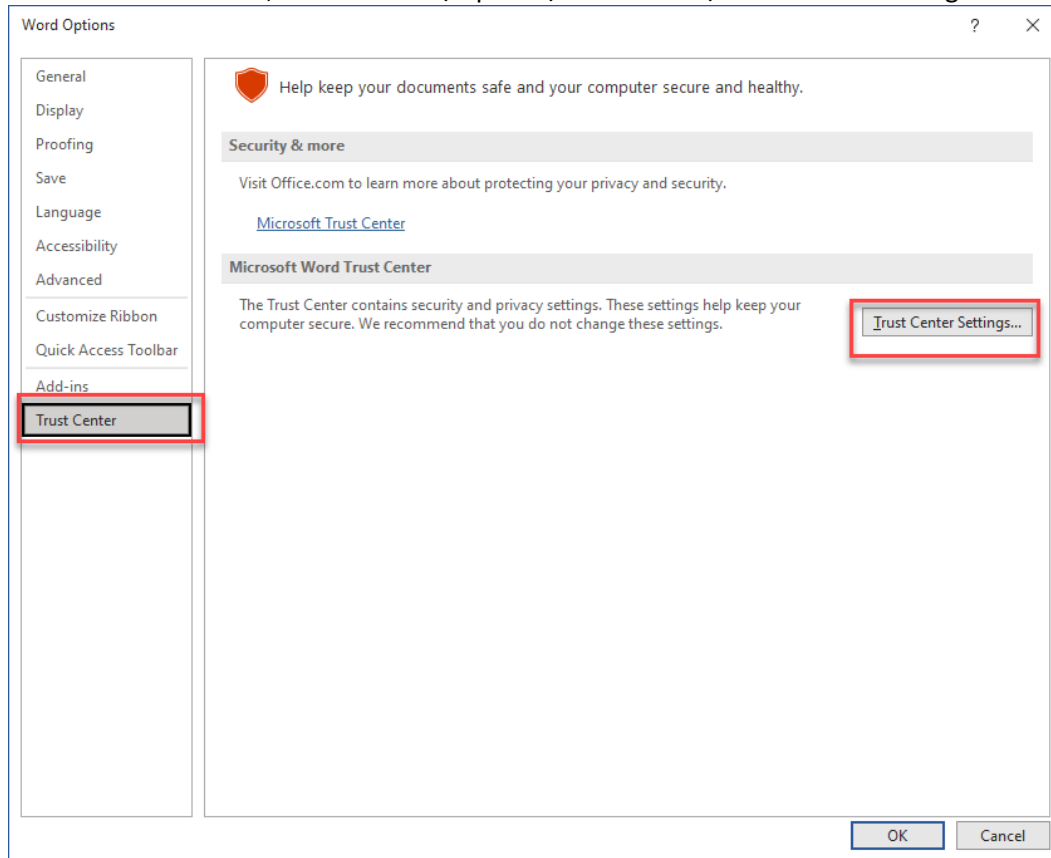 Word Options
?
General
Display
Proofing
Save
Language
Accessibility
Advanced
Customize Ribbon
Quick Access Toolbar
Add-ins
Trust Center
Help keep your documents safe and your computer secure and healthy.
Security & more
Visit Office.com to learn more about protecting your privacy and security.
Microsoft Trust Center
Microsoft Word Trust Center
The Trust Center contains security and privacy settings. These settings help keep your
computer secure. We recommend that you do not change these settings.
Trust Center Settings...
OK
Cancel